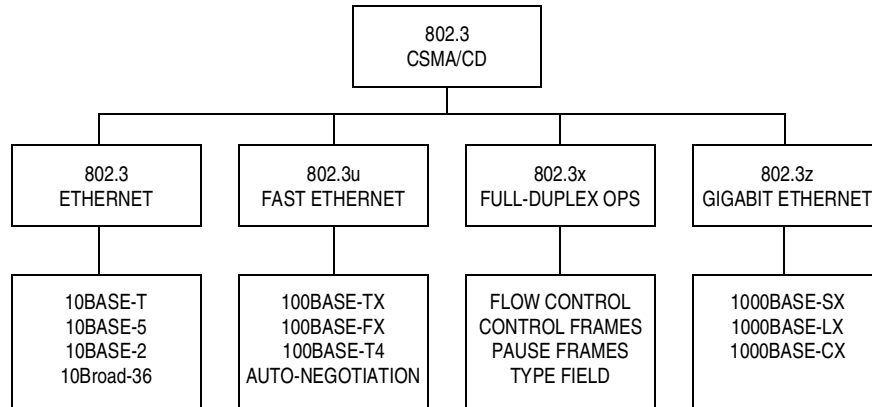 802.3
CSMA/CD
802.3
ETHERNET
802.3u
FAST ETHERNET
802.3x
FULL-DUPLEX OPS
802.3z
GIGABIT ETHERNET
10BASE-T
10BASE-5
10BASE-2
10Broad-36
100BASE-TX
100BASE-FX
100BASE-T4
AUTO-NEGOTIATION
FLOW CONTROL
CONTROL FRAMES
PAUSE FRAMES
TYPE FIELD
1000BASE-SX
1000BASE-LX
1000BASE-CX